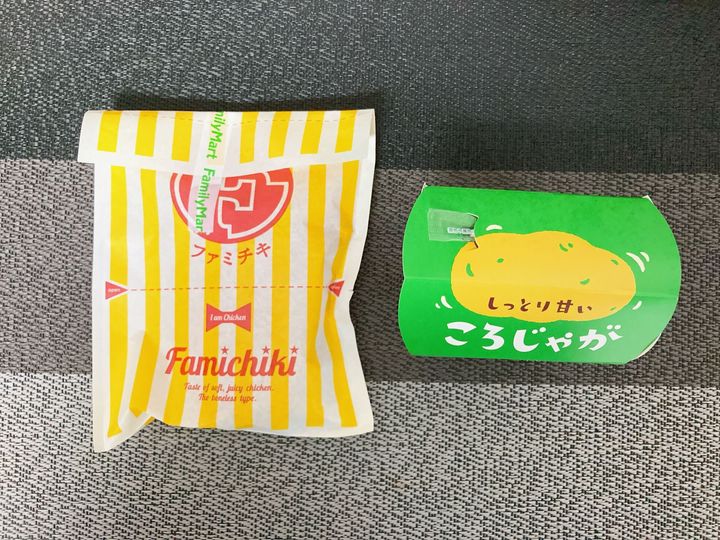 FamilyMart
FamilyMart
F
ファミチキ
I am Chicken
Famichiki
Taste of soft, juicy chicken.
The boneless type.
しっとり甘い
ころじゃが